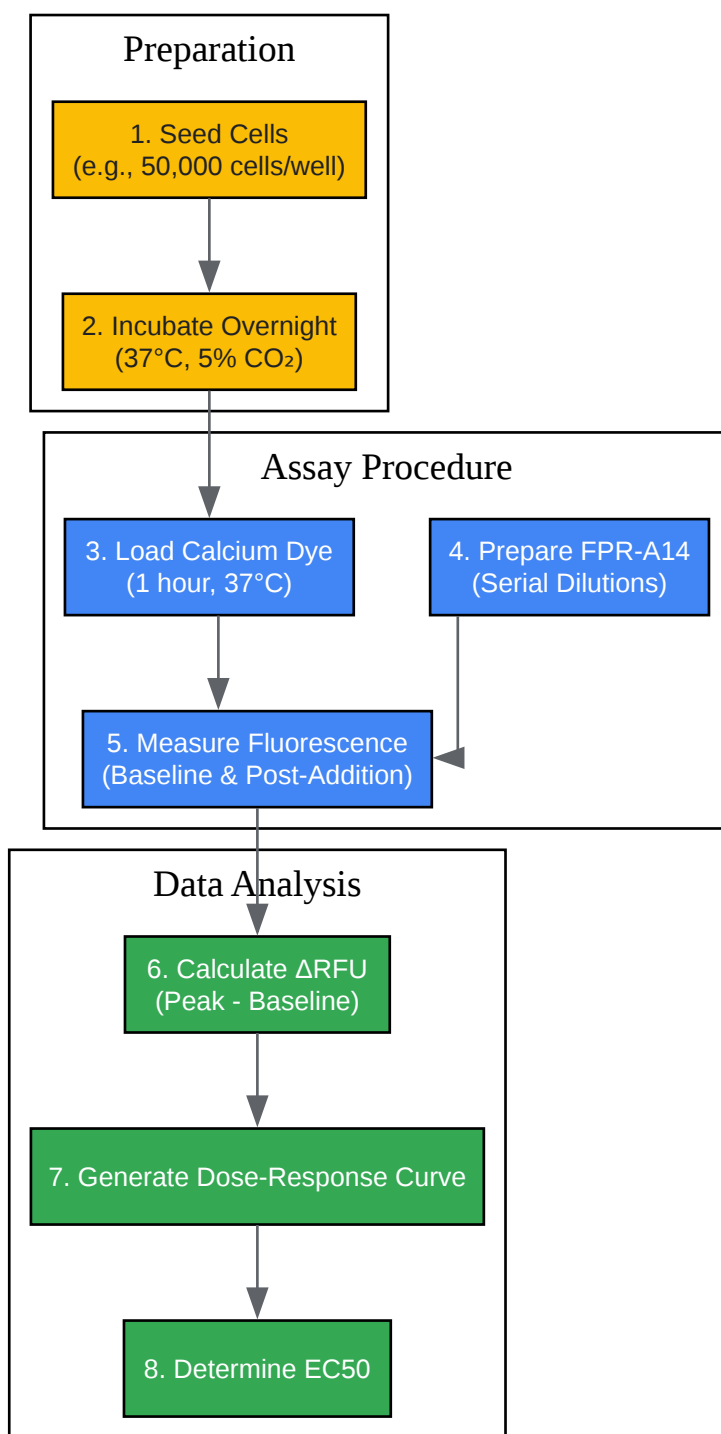 Preparation
1. Seed Cells
(e.g., 50,000 cells/well)
2. Incubate Overnight
(37°C, 5% CO₂)
Assay Procedure
3. Load Calcium Dye
(1 hour, 37°C)
4. Prepare FPR-A14
(Serial Dilutions)
5. Measure Fluorescence
(Baseline & Post-Addition)
Data Analysis
6. Calculate ΔRFU
(Peak - Baseline)
7. Generate Dose-Response Curve
8. Determine EC50